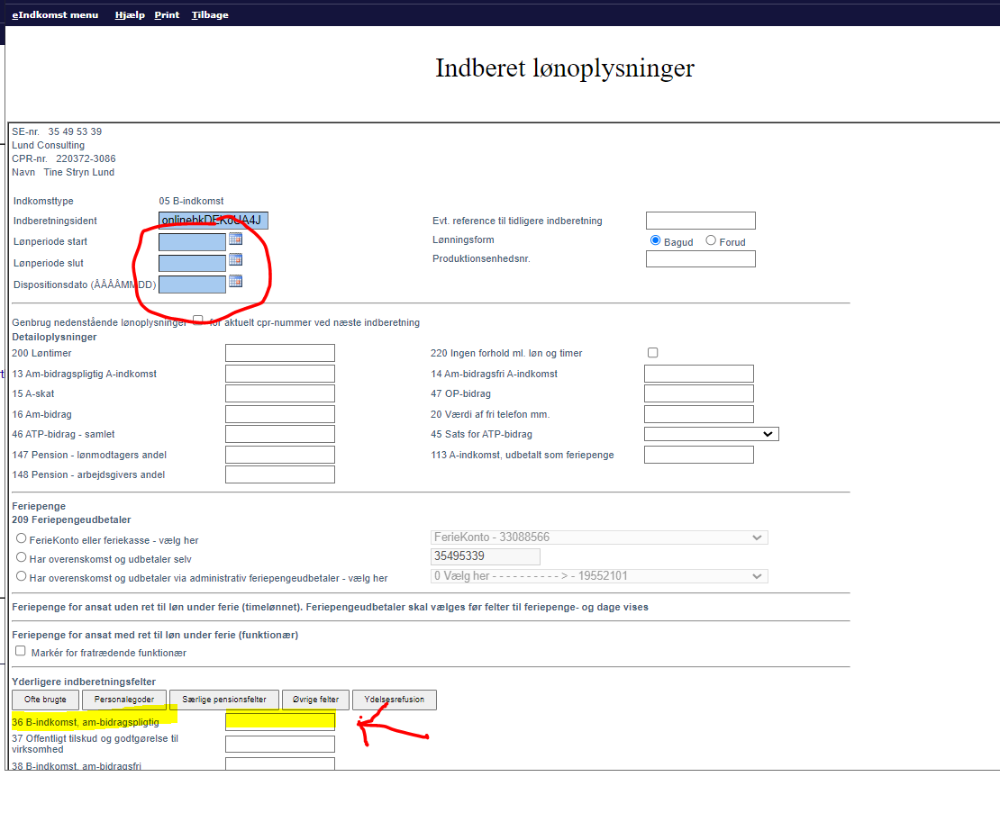 eIndkomst menu Hjælp Print Tilbage
Indberet lønoplysninger
SE-nr. 35 49 53 39
Lund Consulting
CPR-nr. 220372-3086
Navn Tine Stryn Lund
Indkomsttype 05 B-indkomst
Indberetningsident Evt. reference til tidligere indberetning
Lønperiode start Lønningsform Bagud Forud
Lønperiode slut Produktionsenhedsnr.
Dispositionsdato (ÅÅÅÅMMDD)
Genbrug nedenstående lønoplysninger for aktuelt cpr-nummer ved næste indberetning
Detailoplysninger
200 Løntimer 220 Ingen forhold ml. løn og timer
13 Am-bidragspligtig A-indkomst 14 Am-bidragsfri A-indkomst
15 A-skat 47 OP-bidrag
16 Am-bidrag 20 Værdi af fri telefon mm.
46 ATP-bidrag - samlet 45 Sats for ATP-bidrag
147 Pension - lønmodtagers andel 113 A-indkomst, udbetalt som feriepenge
148 Pension - arbejdsgivers andel
Feriepenge
209 Feriepengeudbetaler
FerieKonto eller feriekasse - vælg her FerieKonto - 33088566
Har overenskomst og udbetaler selv 35495339
Har overenskomst og udbetaler via administrativ feriepengeudbetaler - vælg her 0 Vælg her - - - - - - - - - - > - 19552101
Feriepenge for ansat uden ret til løn under ferie (timelønnet). Feriepengeudbetaler skal vælges før felter til feriepenge- og dage vises
Feriepenge for ansat med ret til løn under ferie (funktionær)
Markér for fratrædende funktionær
Yderligere indberetningsfelter
Ofte brugte Personalegoder Særlige pensionsfelter Øvrige felter Ydelsesrefusion
36 B-indkomst, am-bidragspligtig
37 Offentligt tilskud og godtgørelse til
virksomhed
38 B-indkomst, am-bidragsfri